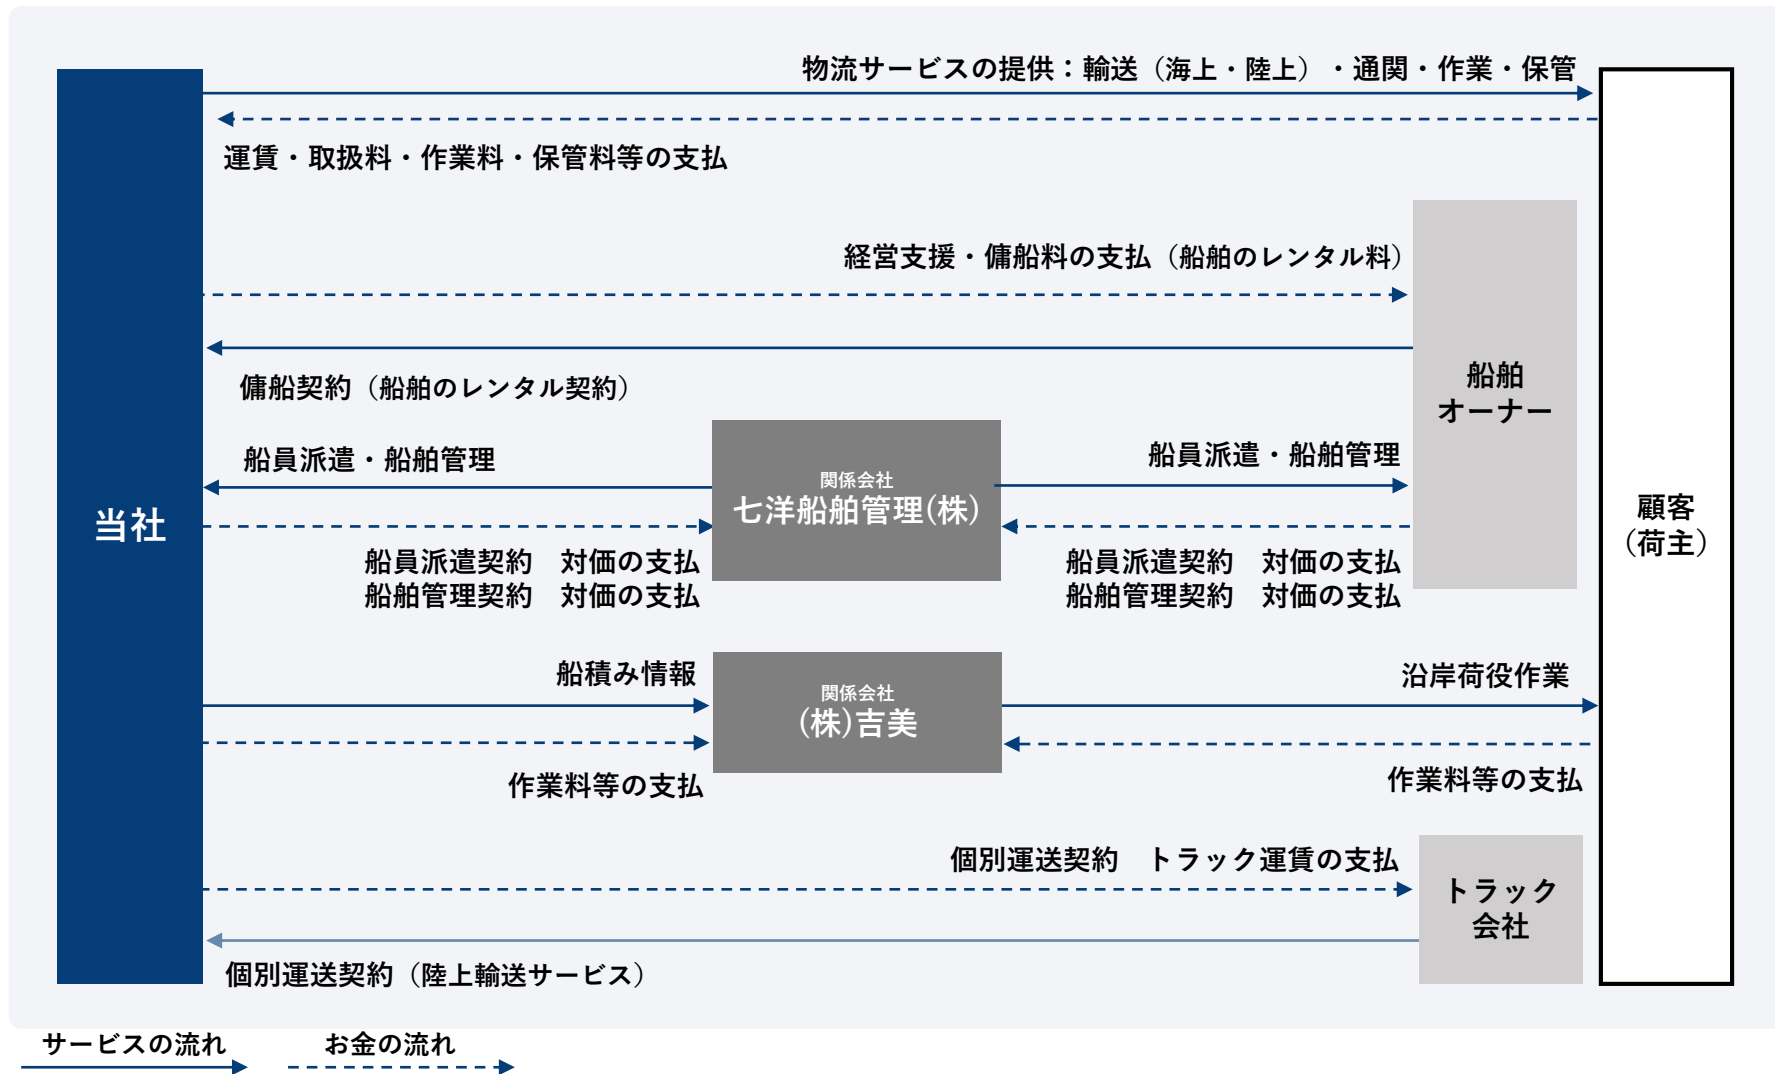 物流サービスの提供：輸送（海上・陸上）・通関・作業・保管
運賃・取扱料・作業料・保管料等の支払
経営支援・傭船料の支払（船舶のレンタル料）
傭船契約（船舶のレンタル契約）
船舶
オーナー
船員派遣・船舶管理
関係会社
七洋船舶管理(株)
船員派遣・船舶管理
当社
顧客
（荷主）
船員派遣契約　対価の支払
船舶管理契約　対価の支払
船員派遣契約　対価の支払
船舶管理契約　対価の支払
船積み情報
関係会社
(株)吉美
沿岸荷役作業
作業料等の支払
作業料等の支払
個別運送契約　トラック運賃の支払
トラック
会社
個別運送契約（陸上輸送サービス）
サービスの流れ
お金の流れ